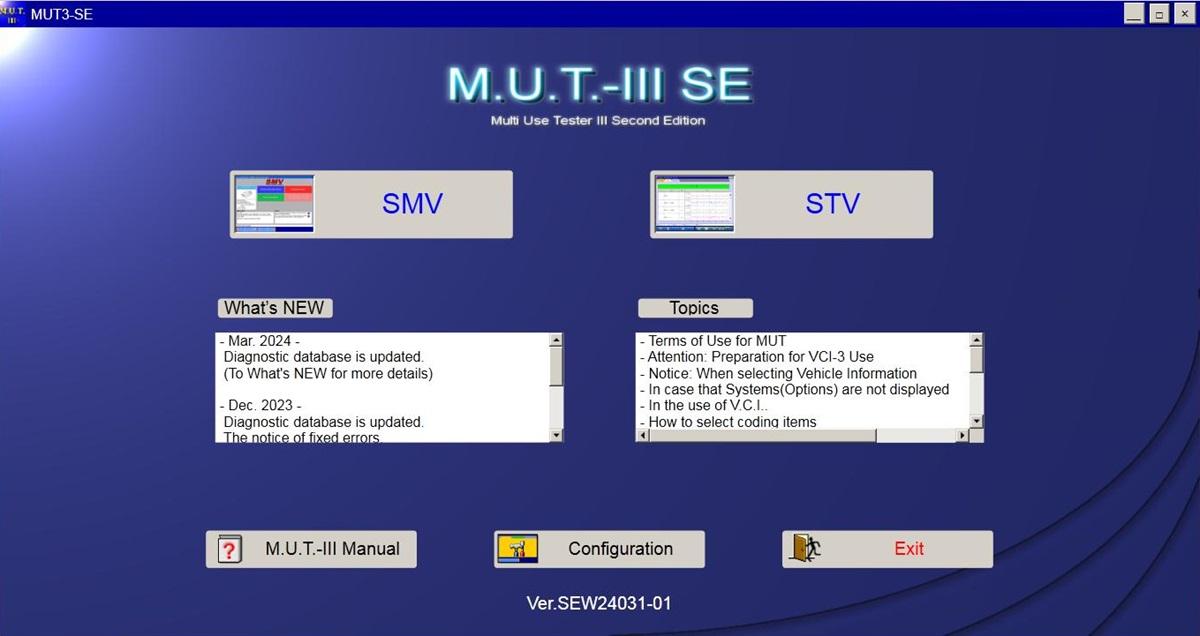 M.U.T.
III
MUT3-SE
M.U.T.-III SE
Multi Use Tester III Second Edition
SMV
SMV
STV
What's NEW
Topics
- Mar. 2024 -
Diagnostic database is updated.
(To What's NEW for more details)
- Dec. 2023 -
Diagnostic database is updated.
The notice of fixed errors.
- Terms of Use for MUT
- Attention: Preparation for VCI-3 Use
- Notice: When selecting Vehicle Information
- In case that Systems(Options) are not displayed
- In the use of V.C.I..
- How to select coding items
?
M.U.T.-III Manual
Configuration
Exit
Ver.SEW24031-01